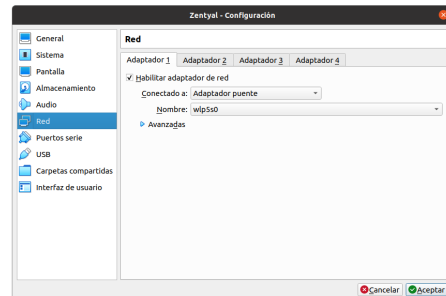 Zentyal - Configuración
General
Sistema
Pantalla
Almacenamiento
Audio
Red
Puertos serie
USB
Carpetas compartidas
Interfaz de usuario
Red
Adaptador 1 Adaptador 2 Adaptador 3 Adaptador 4
Habilitar adaptador de red
Conectado a: Adaptador puente
Nombre: wlp5s0
Avanzadas
Cancelar Aceptar